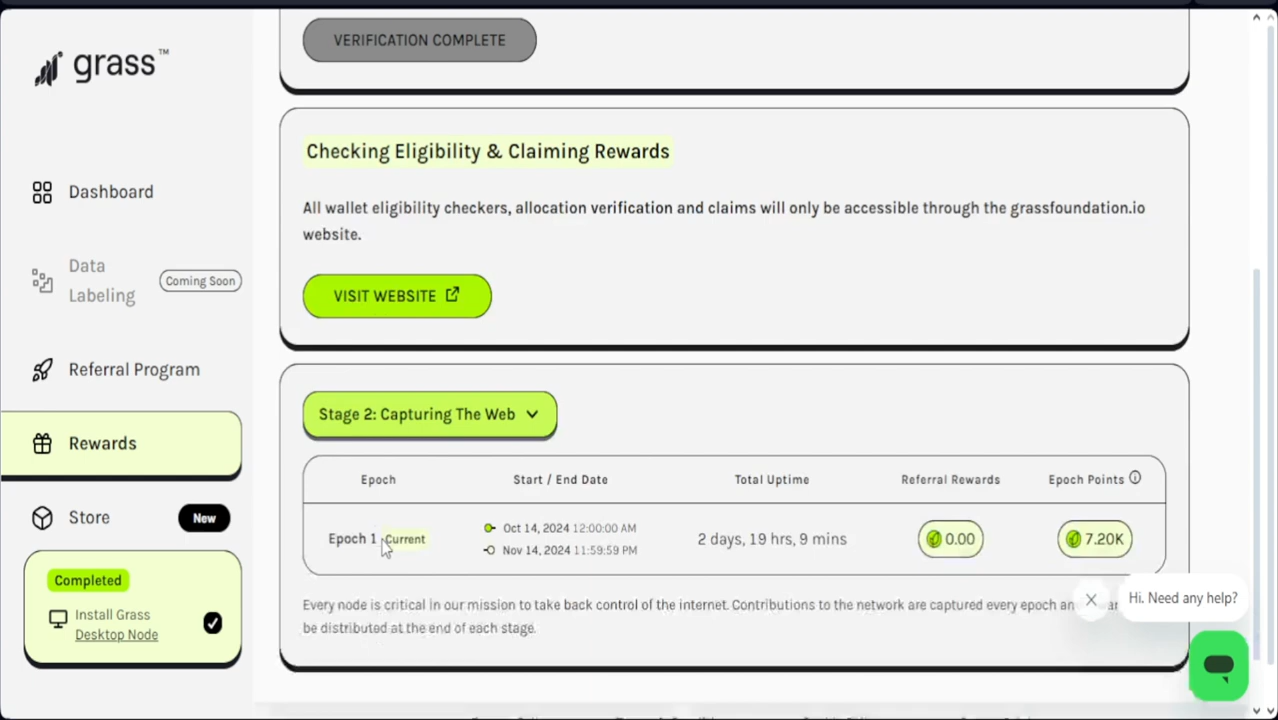 grass™
Dashboard
Data
Labeling
Coming Soon
Referral Program
Rewards
Store
New
Completed
Install Grass
Desktop Node
VERIFICATION COMPLETE
Checking Eligibility & Claiming Rewards
All wallet eligibility checkers, allocation verification and claims will only be accessible through the grassfoundation.io
website.
VISIT WEBSITE
Stage 2: Capturing The Web
Epoch Start / End Date Total Uptime Referral Rewards Epoch Points
Epoch 1 Current
Oct 14, 2024 12:00:00 AM
Nov 14, 2024 11:59:59 PM
2 days, 19 hrs, 9 mins
0.00
7.20K
Every node is critical in our mission to take back control of the internet. Contributions to the network are captured every epoch
be distributed at the end of each stage.
Hi. Need any help?